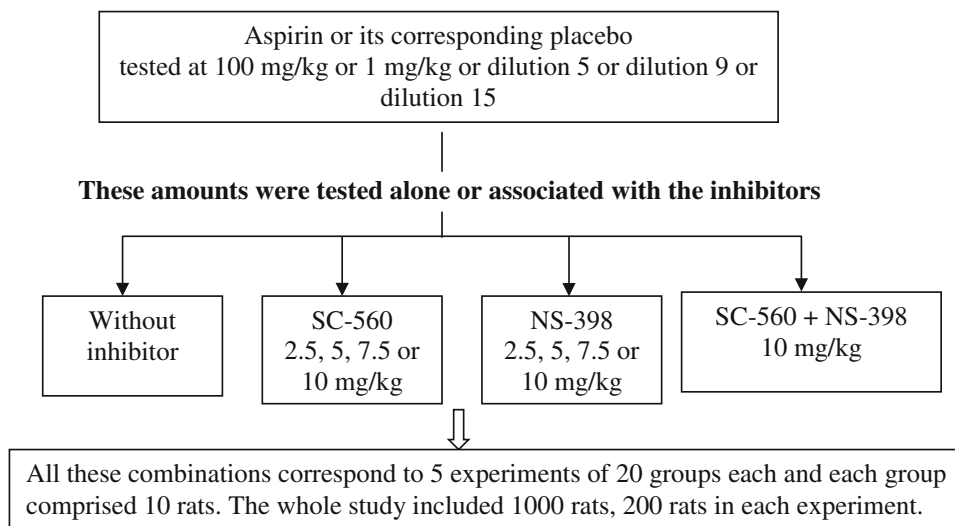 Aspirin or its corresponding placebo
tested at 100 mg/kg or 1 mg/kg or dilution 5 or dilution 9 or
dilution 15
These amounts were tested alone or associated with the inhibitors
Without
inhibitor
SC-560
2.5, 5, 7.5 or
10 mg/kg
NS-398
2.5, 5, 7.5 or
10 mg/kg
SC-560 + NS-398
10 mg/kg
All these combinations correspond to 5 experiments of 20 groups each and each group
comprised 10 rats. The whole study included 1000 rats, 200 rats in each experiment.